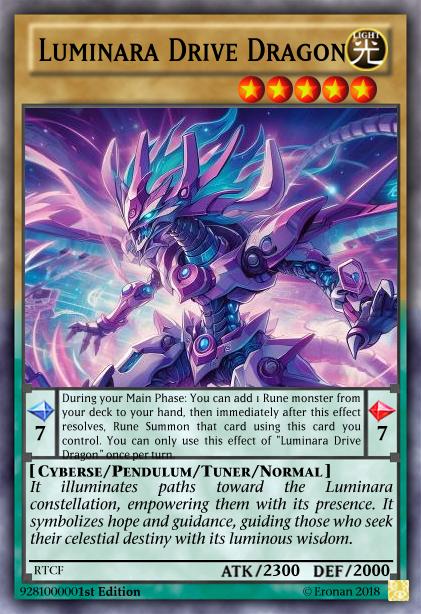 LUMINARA DRIVE DRAGON
LIGHT
光
During your Main Phase: You can add 1 Rune monster from
your deck to your hand, then immediately after this effect
resolves, Rune Summon that card using this card you
control. You can only use this effect of "Luminara Drive
Dragon" once per turn.
7
7
[CYBERSE/PENDULUM/TUNER/NORMAL]
It illuminates paths toward the Luminara
constellation, empowering them with its presence. It
symbolizes hope and guidance, guiding those who seek
their celestial destiny with its luminous wisdom.
RTCF
ATK/2300 DEF/2000
9281000001st Edition
© Eronan 2018